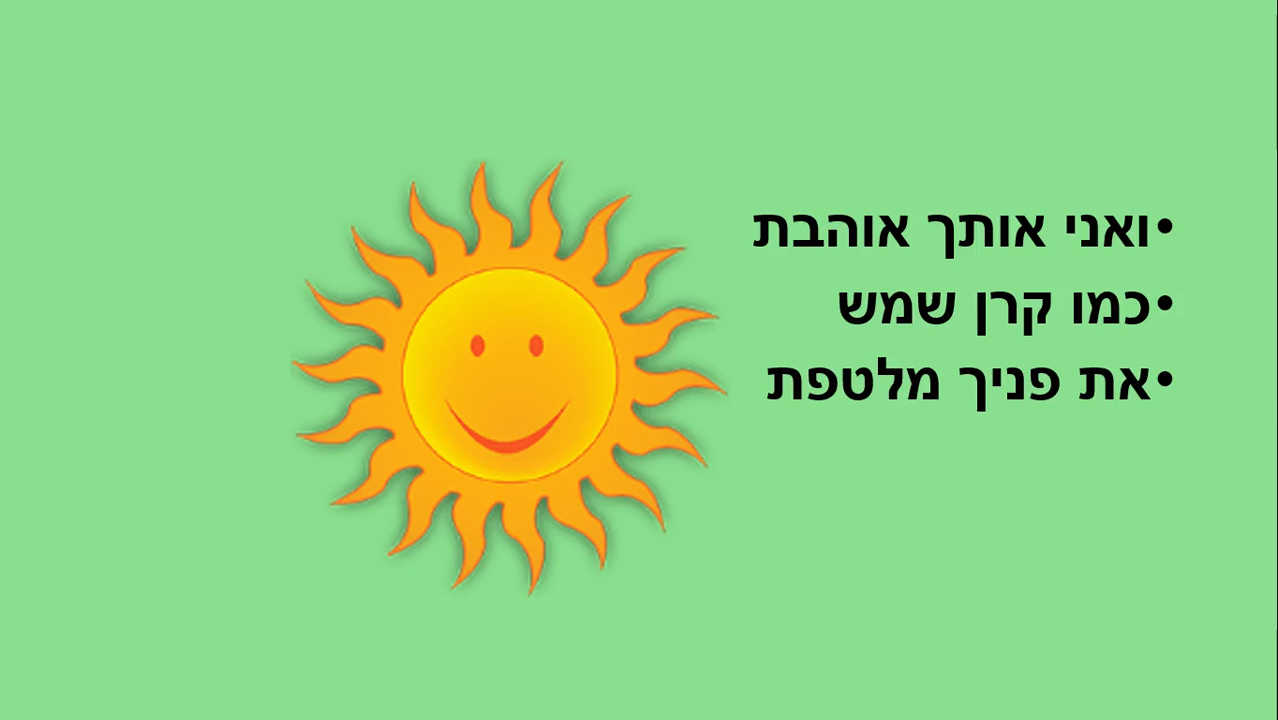 •ואני אותך אוהבת
•כמו קרן שמש
•את פניך מלטפת